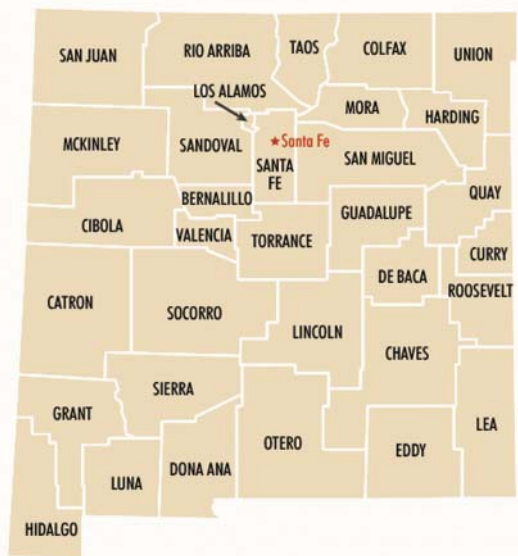 SAN JUAN
RIO ARRIBA
TAOS
COLFAX
UNION
LOS ALAMOS
MORA
HARDING
MCKINLEY
SANDOVAL
Santa Fe
SANTA
FE
SAN MIGUEL
QUAY
BERNALILLO
CIBOLA
VALENCIA
TORRANCE
GUADALUPE
CURRY
DE BACA
ROOSEVELT
CATRON
SOCORRO
LINCOLN
CHAVES
SIERRA
GRANT
OTERO
LEA
EDDY
DONA ANA
LUNA
HIDALGO